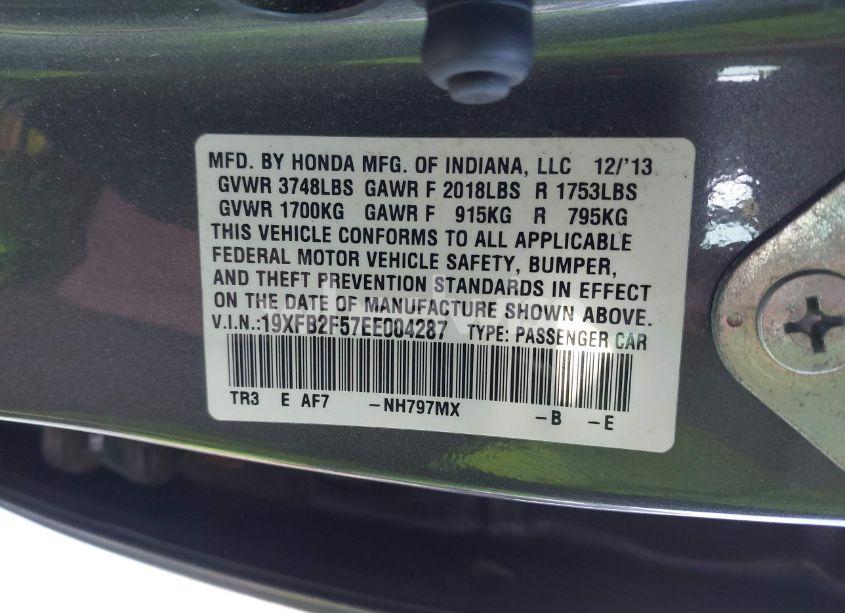 MFD. BY HONDA MFG. OF INDIANA, LLC 12/'13
GVWR 3748LBS GAWR F 2018LBS R 1753LBS
GVWR 1700KG GAWR F 915KG R 795KG
THIS VEHICLE CONFORMS TO ALL APPLICABLE
FEDERAL MOTOR VEHICLE SAFETY, BUMPER,
AND THEFT PREVENTION STANDARDS IN EFFECT
ON THE DATE OF MANUFACTURE SHOWN ABOVE.
V.I.N.:19XFB2F57EE004287 TYPE: PASSENGER CAR
TR3 E AF7 -NH797MX -B -E